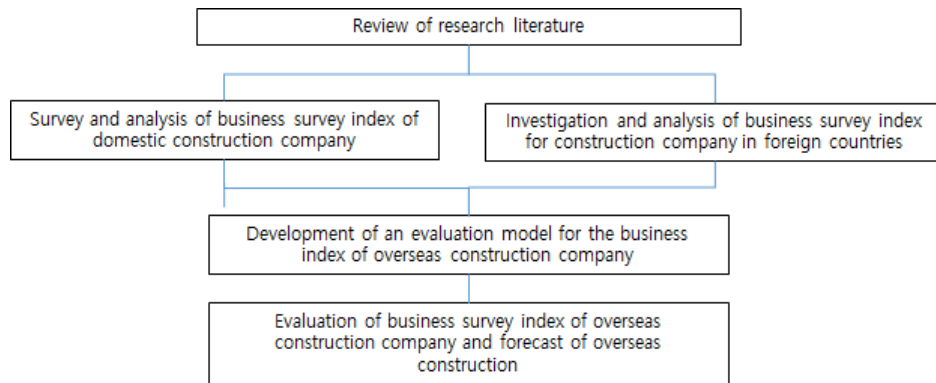 Review of research literature
Survey and analysis of business survey index of
domestic construction company
Investigation and analysis of business survey index
for construction company in foreign countries
Development of an evaluation model for the business
index of overseas construction company
Evaluation of business survey index of overseas
construction company and forecast of overseas
construction